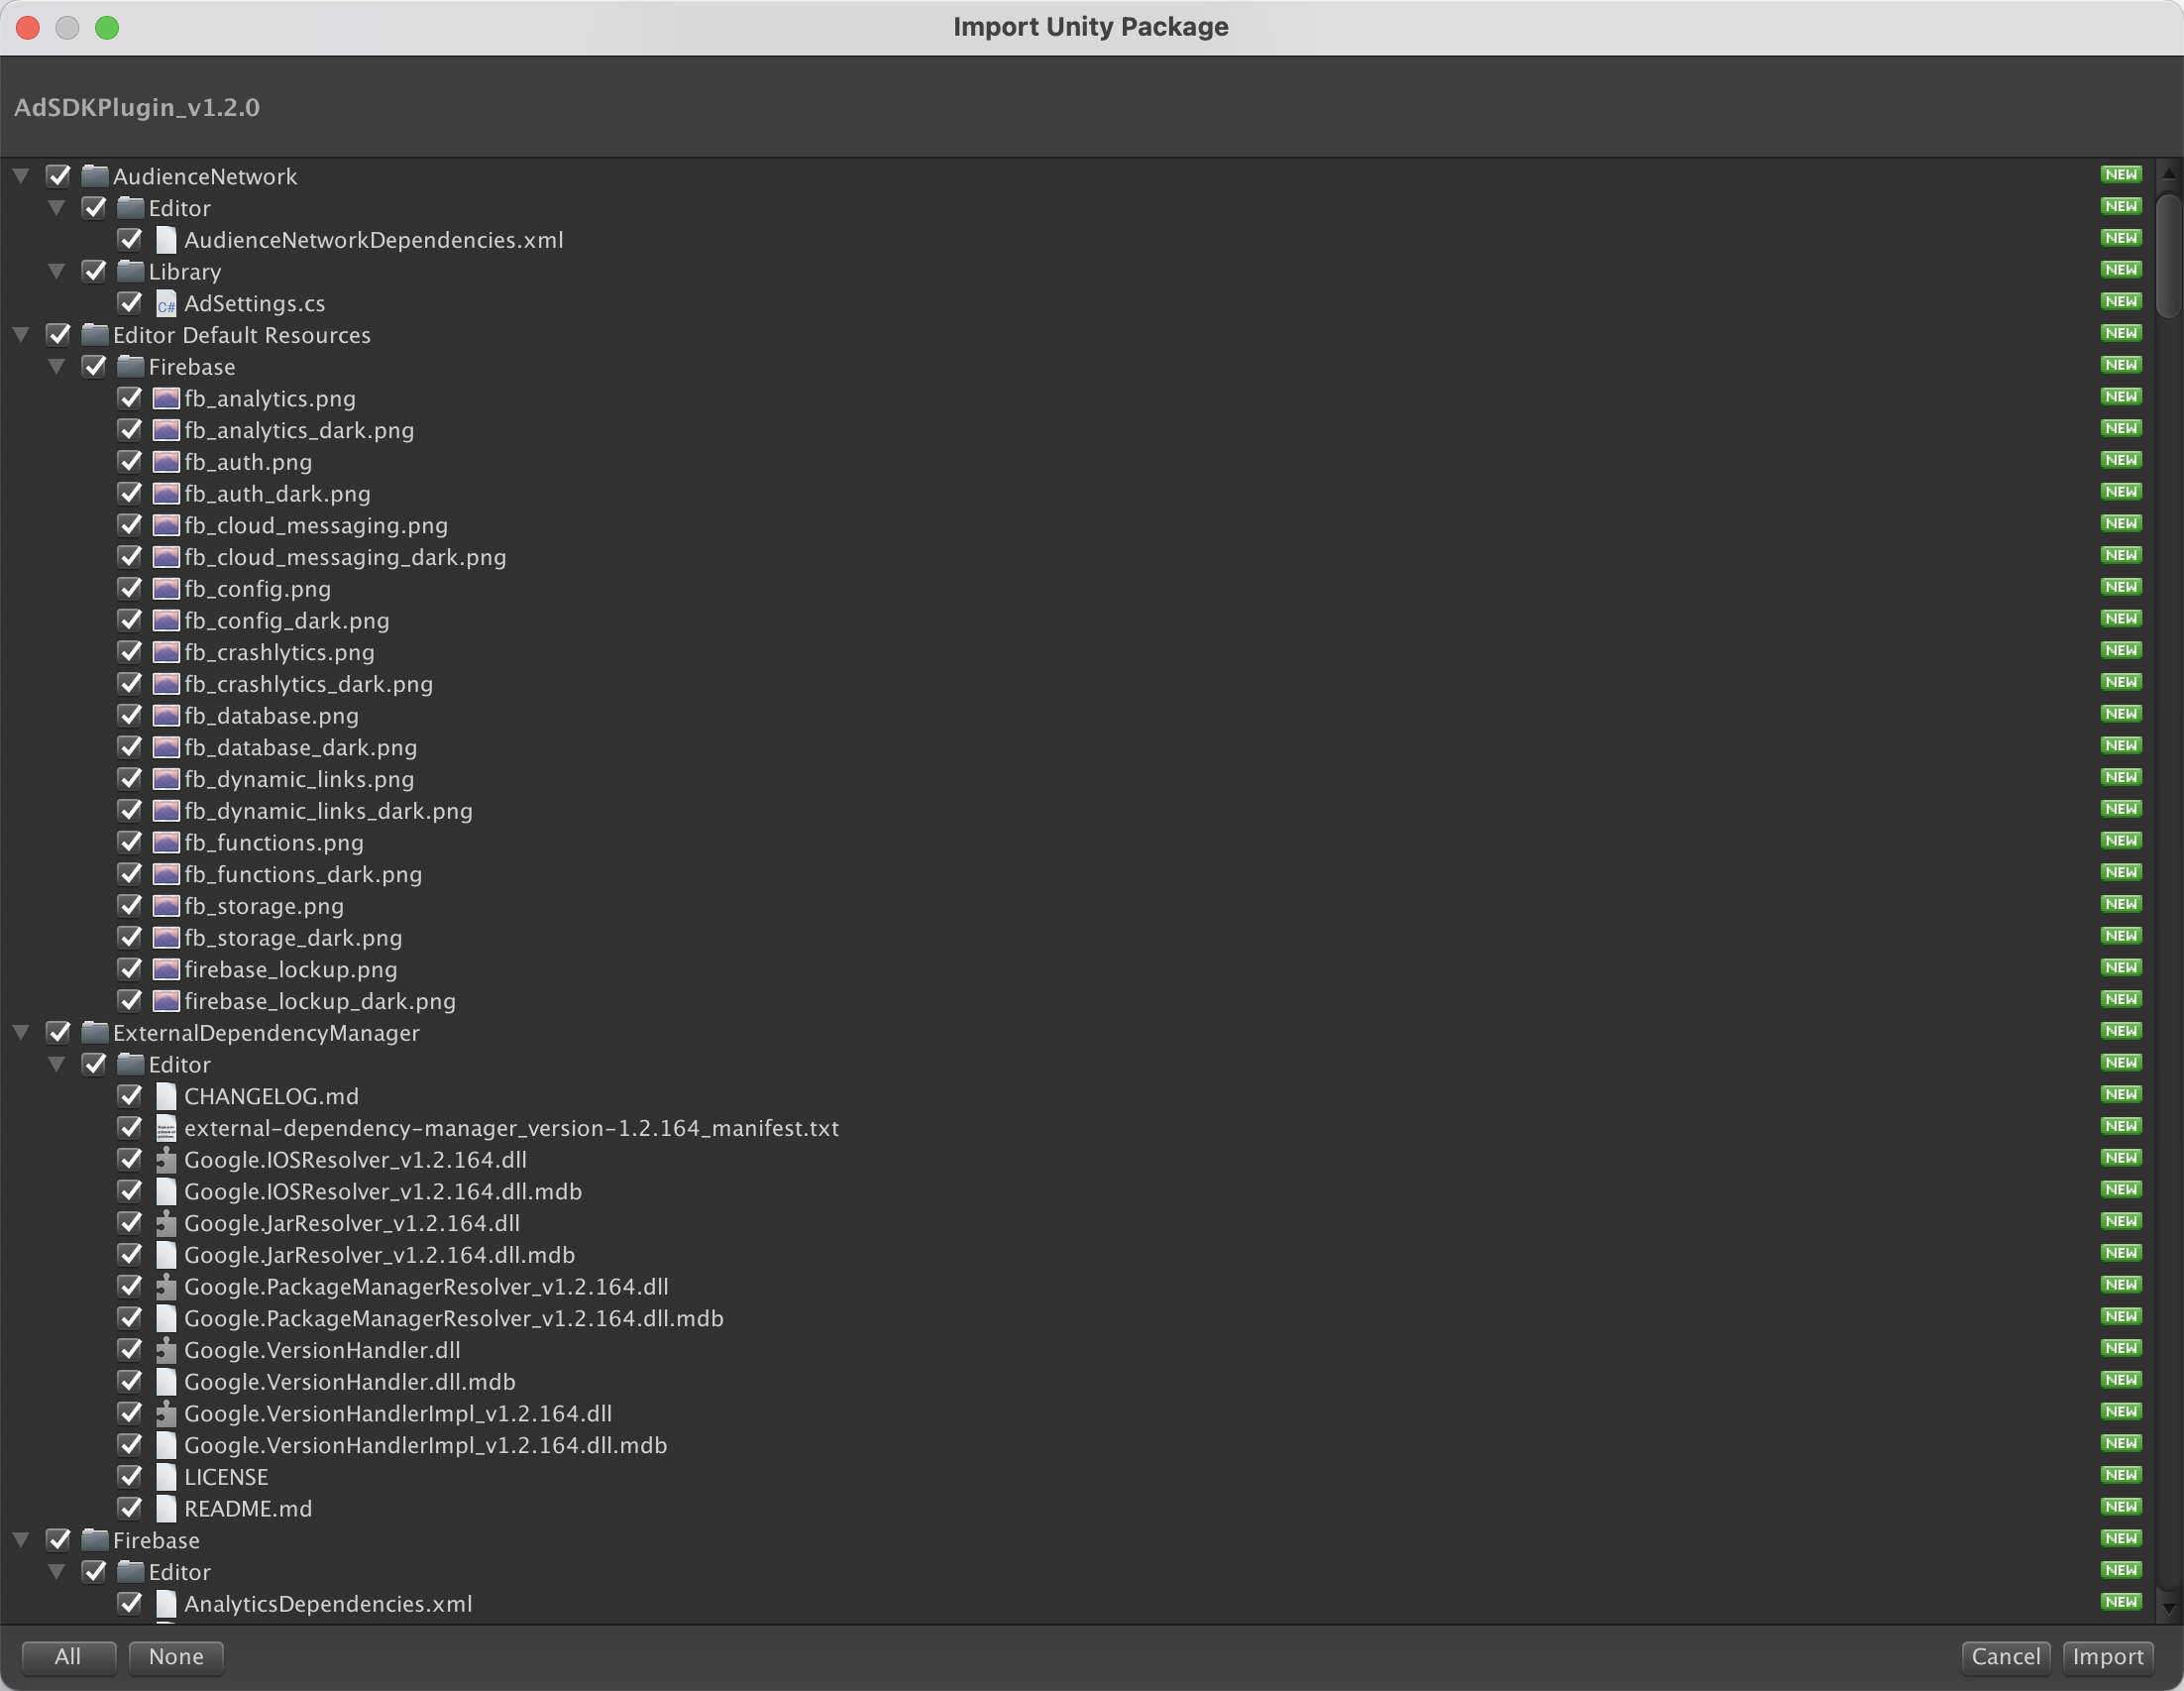 Import Unity Package
AdSDKPlugin_v1.2.0
AudienceNetwork NEW
Editor NEW
AudienceNetworkDependencies.xml NEW
Library NEW
C# AdSettings.cs NEW
Editor Default Resources NEW
Firebase NEW
fb_analytics.png NEW
fb_analytics_dark.png NEW
fb_auth.png NEW
fb_auth_dark.png NEW
fb_cloud_messaging.png NEW
fb_cloud_messaging_dark.png NEW
fb_config.png NEW
fb_config_dark.png NEW
fb_crashlytics.png NEW
fb_crashlytics_dark.png NEW
fb_database.png NEW
fb_database_dark.png NEW
fb_dynamic_links.png NEW
fb_dynamic_links_dark.png NEW
fb_functions.png NEW
fb_functions_dark.png NEW
fb_storage.png NEW
fb_storage_dark.png NEW
firebase_lockup.png NEW
firebase_lockup_dark.png NEW
ExternalDependencyManager NEW
Editor NEW
CHANGELOG.md NEW
external-dependency-manager_version-1.2.164_manifest.txt NEW
Google.IOSResolver_v1.2.164.dll NEW
Google.IOSResolver_v1.2.164.dll.mdb NEW
Google.JarResolver_v1.2.164.dll NEW
Google.JarResolver_v1.2.164.dll.mdb NEW
Google.PackageManagerResolver_v1.2.164.dll NEW
Google.PackageManagerResolver_v1.2.164.dll.mdb NEW
Google.VersionHandler.dll NEW
Google.VersionHandler.dll.mdb NEW
Google.VersionHandlerImpl_v1.2.164.dll NEW
Google.VersionHandlerImpl_v1.2.164.dll.mdb NEW
LICENSE NEW
README.md NEW
Firebase NEW
Editor NEW
AnalyticsDependencies.xml NEW
All None Cancel Import